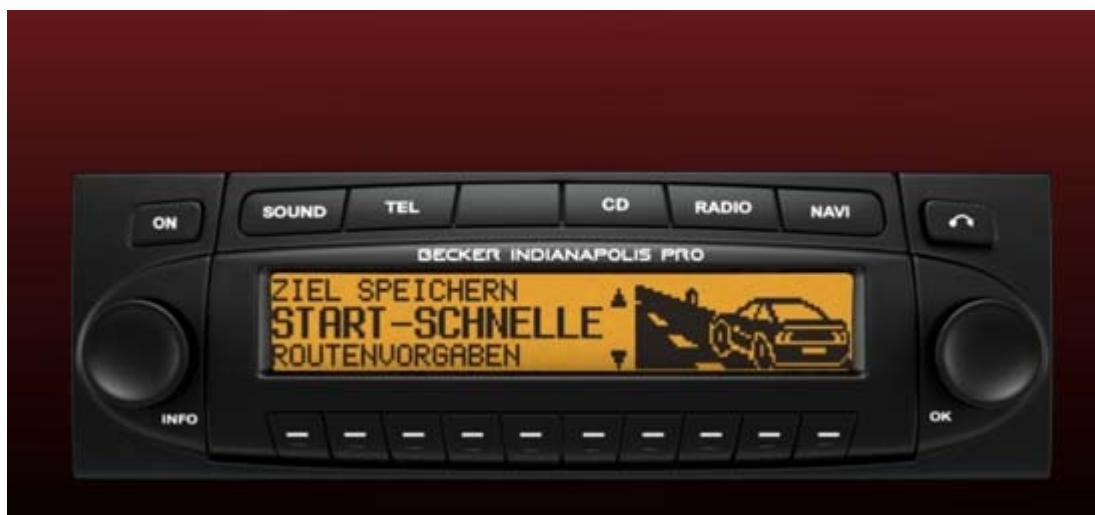 ON
SOUND TEL CD RADIO NAVI
BECKER INDIANAPOLIS PRO
ZIEL SPEICHERN
START-SCHNELLE
ROUTENVORGABEN
INFO
OK